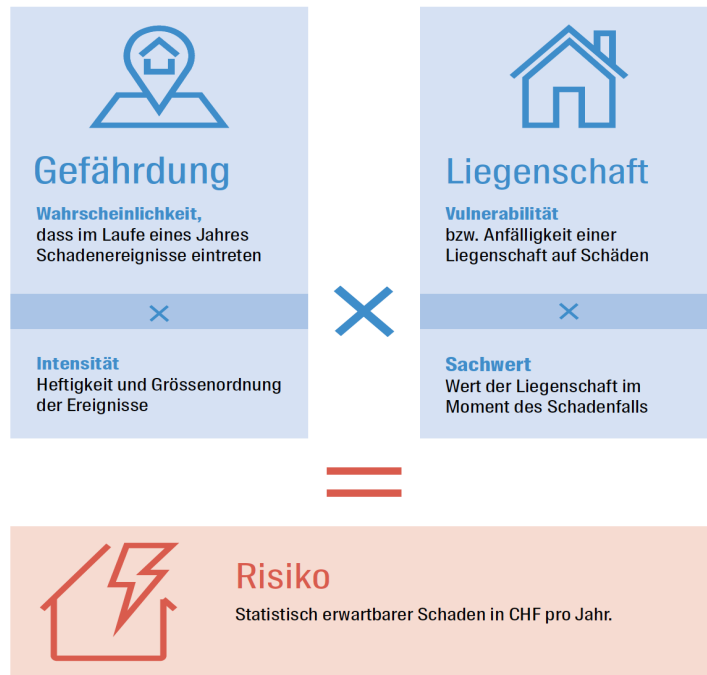 Gefährdung
Wahrscheinlichkeit,
dass im Laufe eines Jahres
Schadenereignisse eintreten
×
Intensität
Heftigkeit und Grössenordnung
der Ereignisse
×
Liegenschaft
Vulnerabilität
bzw. Anfälligkeit einer
Liegenschaft auf Schäden
×
Sachwert
Wert der Liegenschaft im
Moment des Schadenfalls
=
Risiko
Statistisch erwartbarer Schaden in CHF pro Jahr.